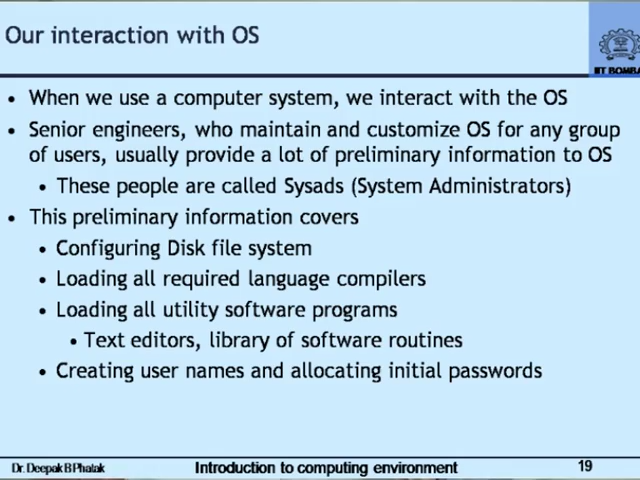 Our interaction with OS
IIT BOMBA
• When we use a computer system, we interact with the OS
• Senior engineers, who maintain and customize OS for any group
of users, usually provide a lot of preliminary information to OS
• These people are called Sysads (System Administrators)
• This preliminary information covers
• Configuring Disk file system
• Loading all required language compilers
• Loading all utility software programs
• Text editors, library of software routines
• Creating user names and allocating initial passwords
Dr. Deepak B Phatak Introduction to computing environment 19